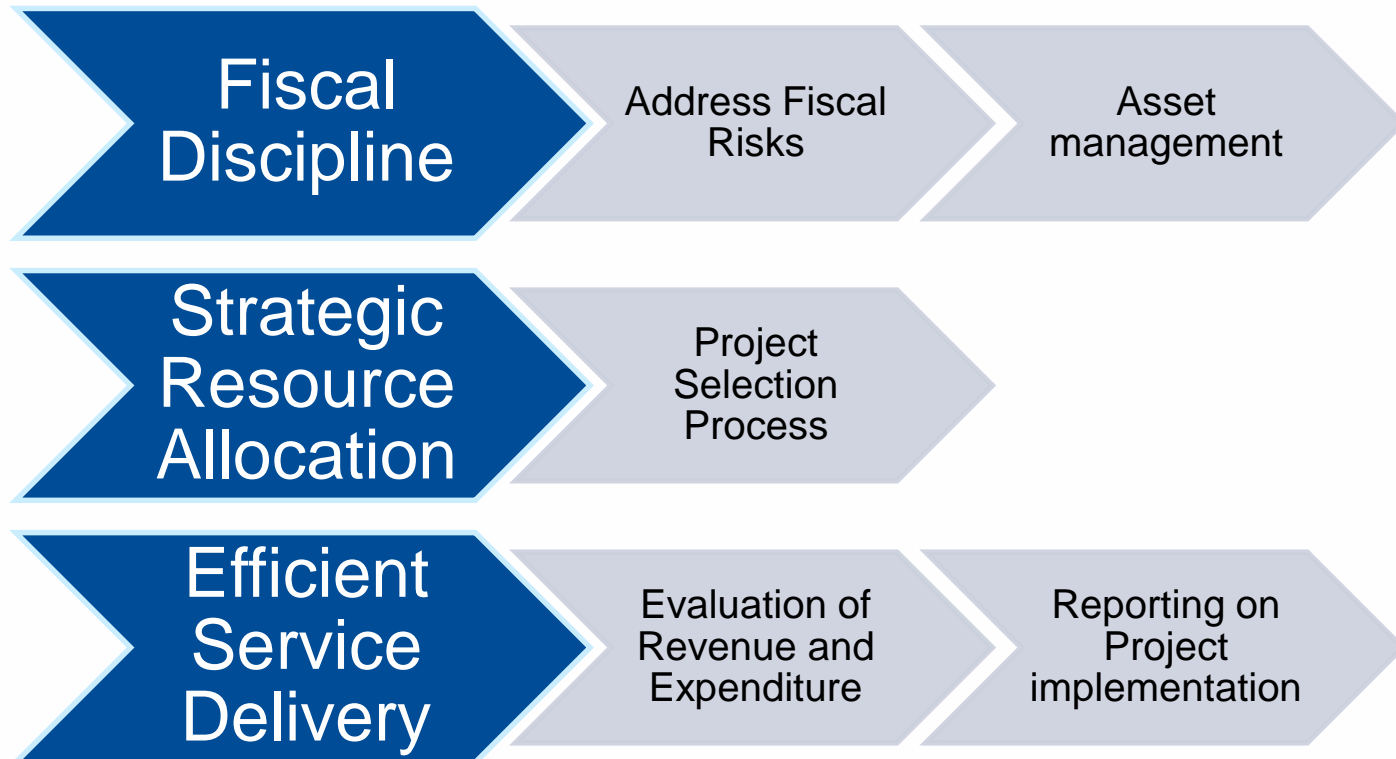 Fiscal
Discipline
Address Fiscal
Risks
Asset
management
Strategic
Resource
Allocation
Project
Selection
Process
Efficient
Service
Delivery
Evaluation of
Revenue and
Expenditure
Reporting on
Project
implementation